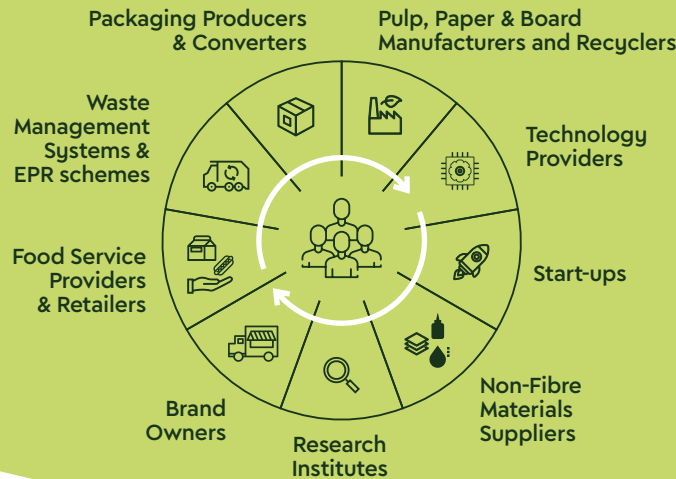 Packaging Producers
& Converters
Pulp, Paper & Board
Manufacturers and Recyclers
Technology
Providers
Start-ups
Non-Fibre
Materials
Suppliers
Research
Institutes
Brand
Owners
Food Service
Providers
& Retailers
Waste
Management
Systems &
EPR schemes